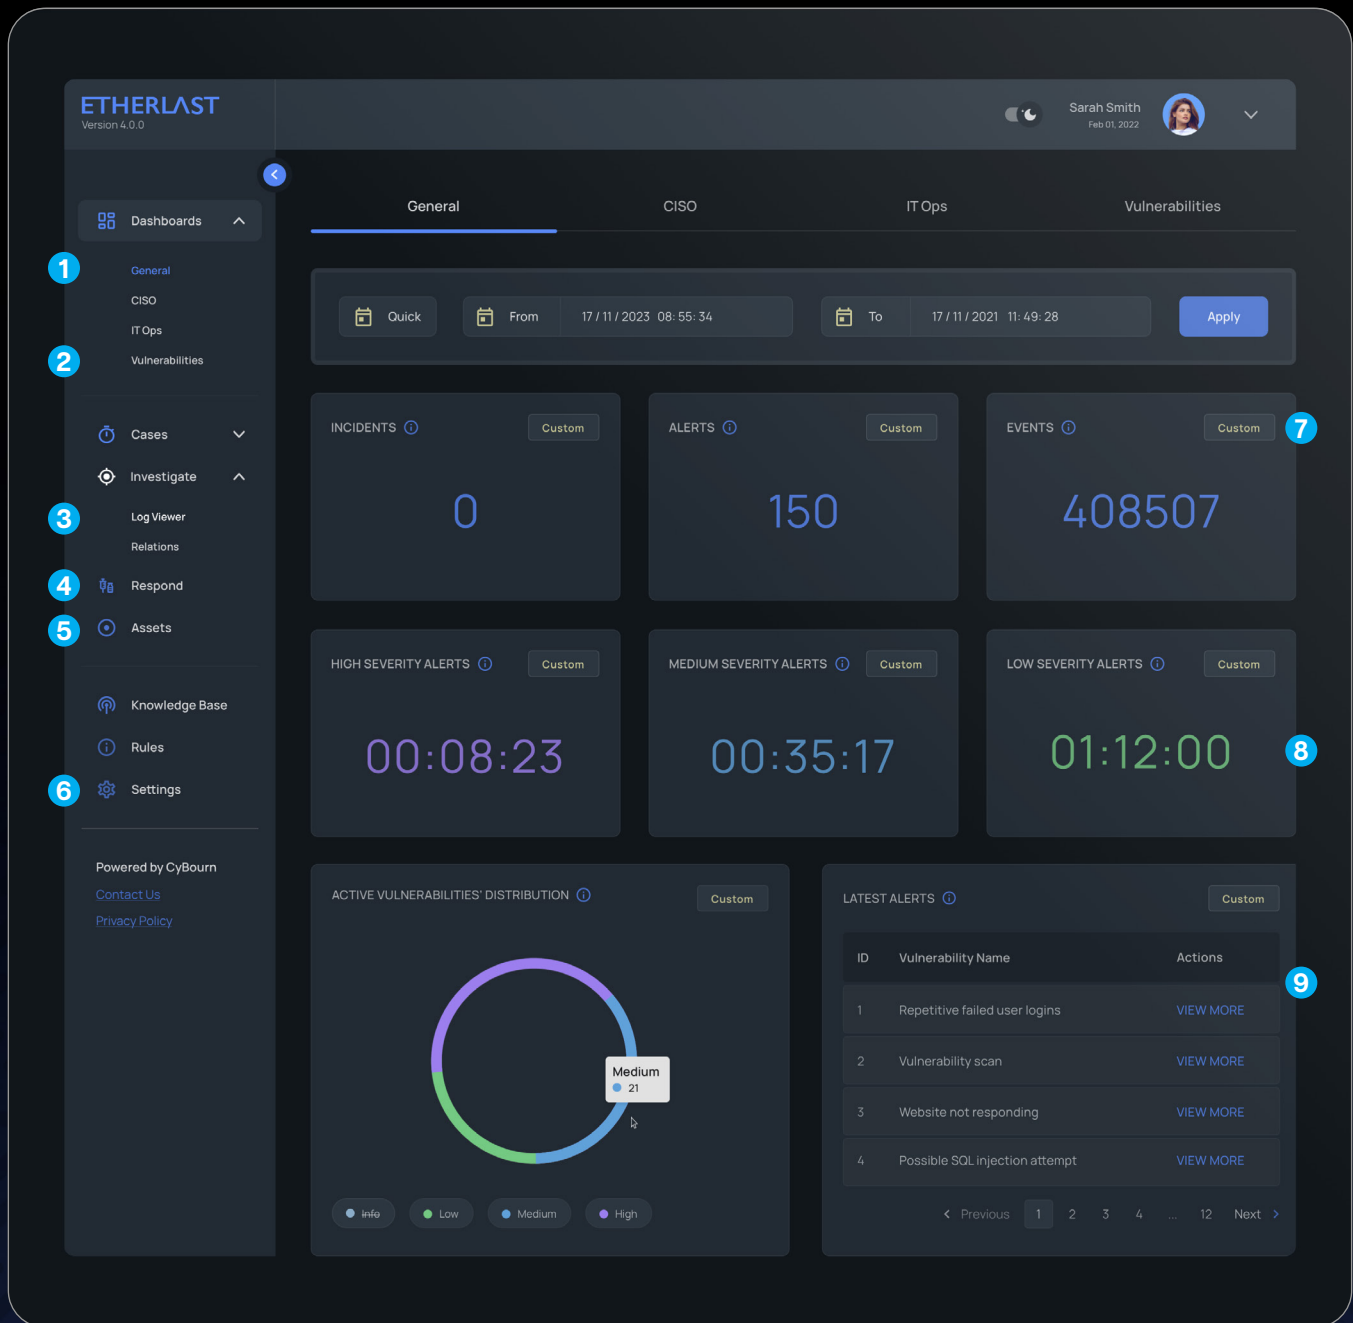 ETHERLAST
Version 4.0.0
Sarah Smith
Feb 01, 2022
Dashboards
1
General
CISO
IT Ops
2
Vulnerabilities
Cases
Investigate
3
Log Viewer
Relations
4
Respond
5
Assets
Knowledge Base
Rules
6
Settings
Powered by CyBourn
Contact Us
Privacy Policy
General CISO IT Ops Vulnerabilities
Quick From 17 / 11 / 2023 08: 55: 34 To 17 / 11 / 2021 11: 49: 28 Apply
INCIDENTS Custom
0
ALERTS Custom
150
EVENTS Custom
7
408507
HIGH SEVERITY ALERTS Custom
00:08:23
MEDIUM SEVERITY ALERTS Custom
00:35:17
LOW SEVERITY ALERTS Custom
01:12:00
8
ACTIVE VULNERABILITIES' DISTRIBUTION Custom
Medium
21
Info Low Medium High
LATEST ALERTS Custom
ID Vulnerability Name Actions
9
1 Repetitive failed user logins VIEW MORE
2 Vulnerability scan VIEW MORE
3 Website not responding VIEW MORE
4 Possible SQL injection attempt VIEW MORE
Previous 1 2 3 4 ... 12 Next